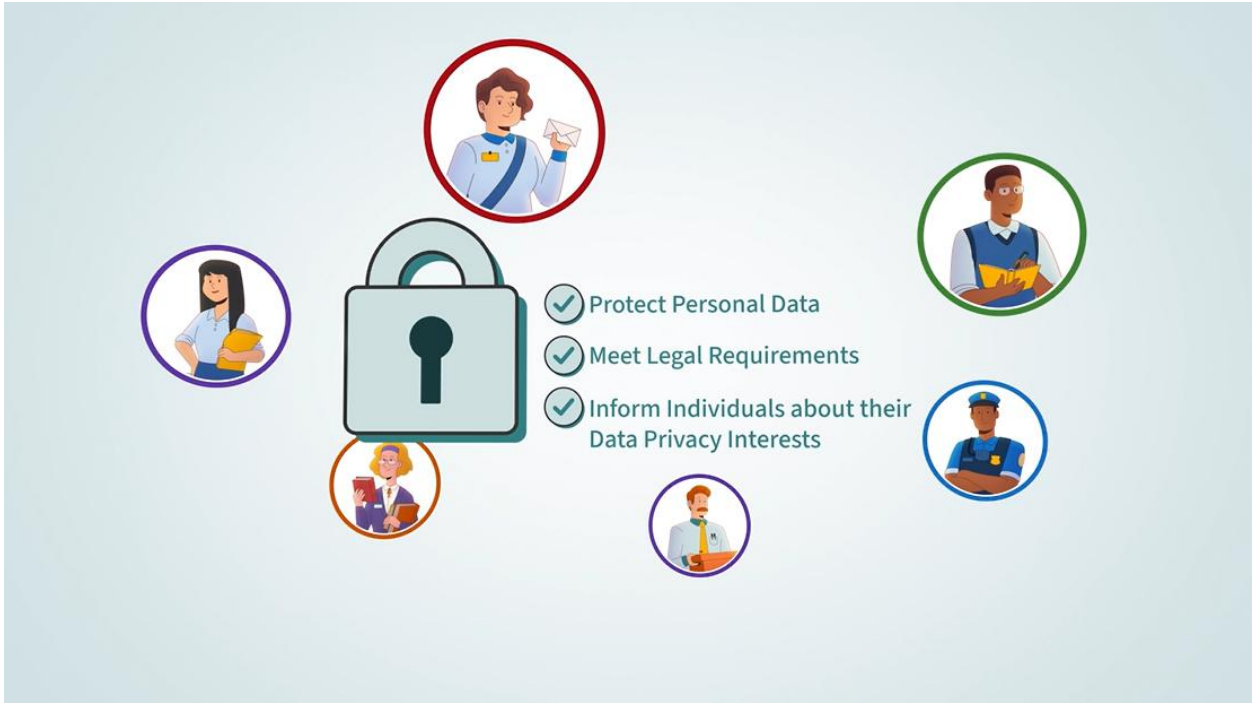 Protect Personal Data
Meet Legal Requirements
Inform Individuals about their
Data Privacy Interests